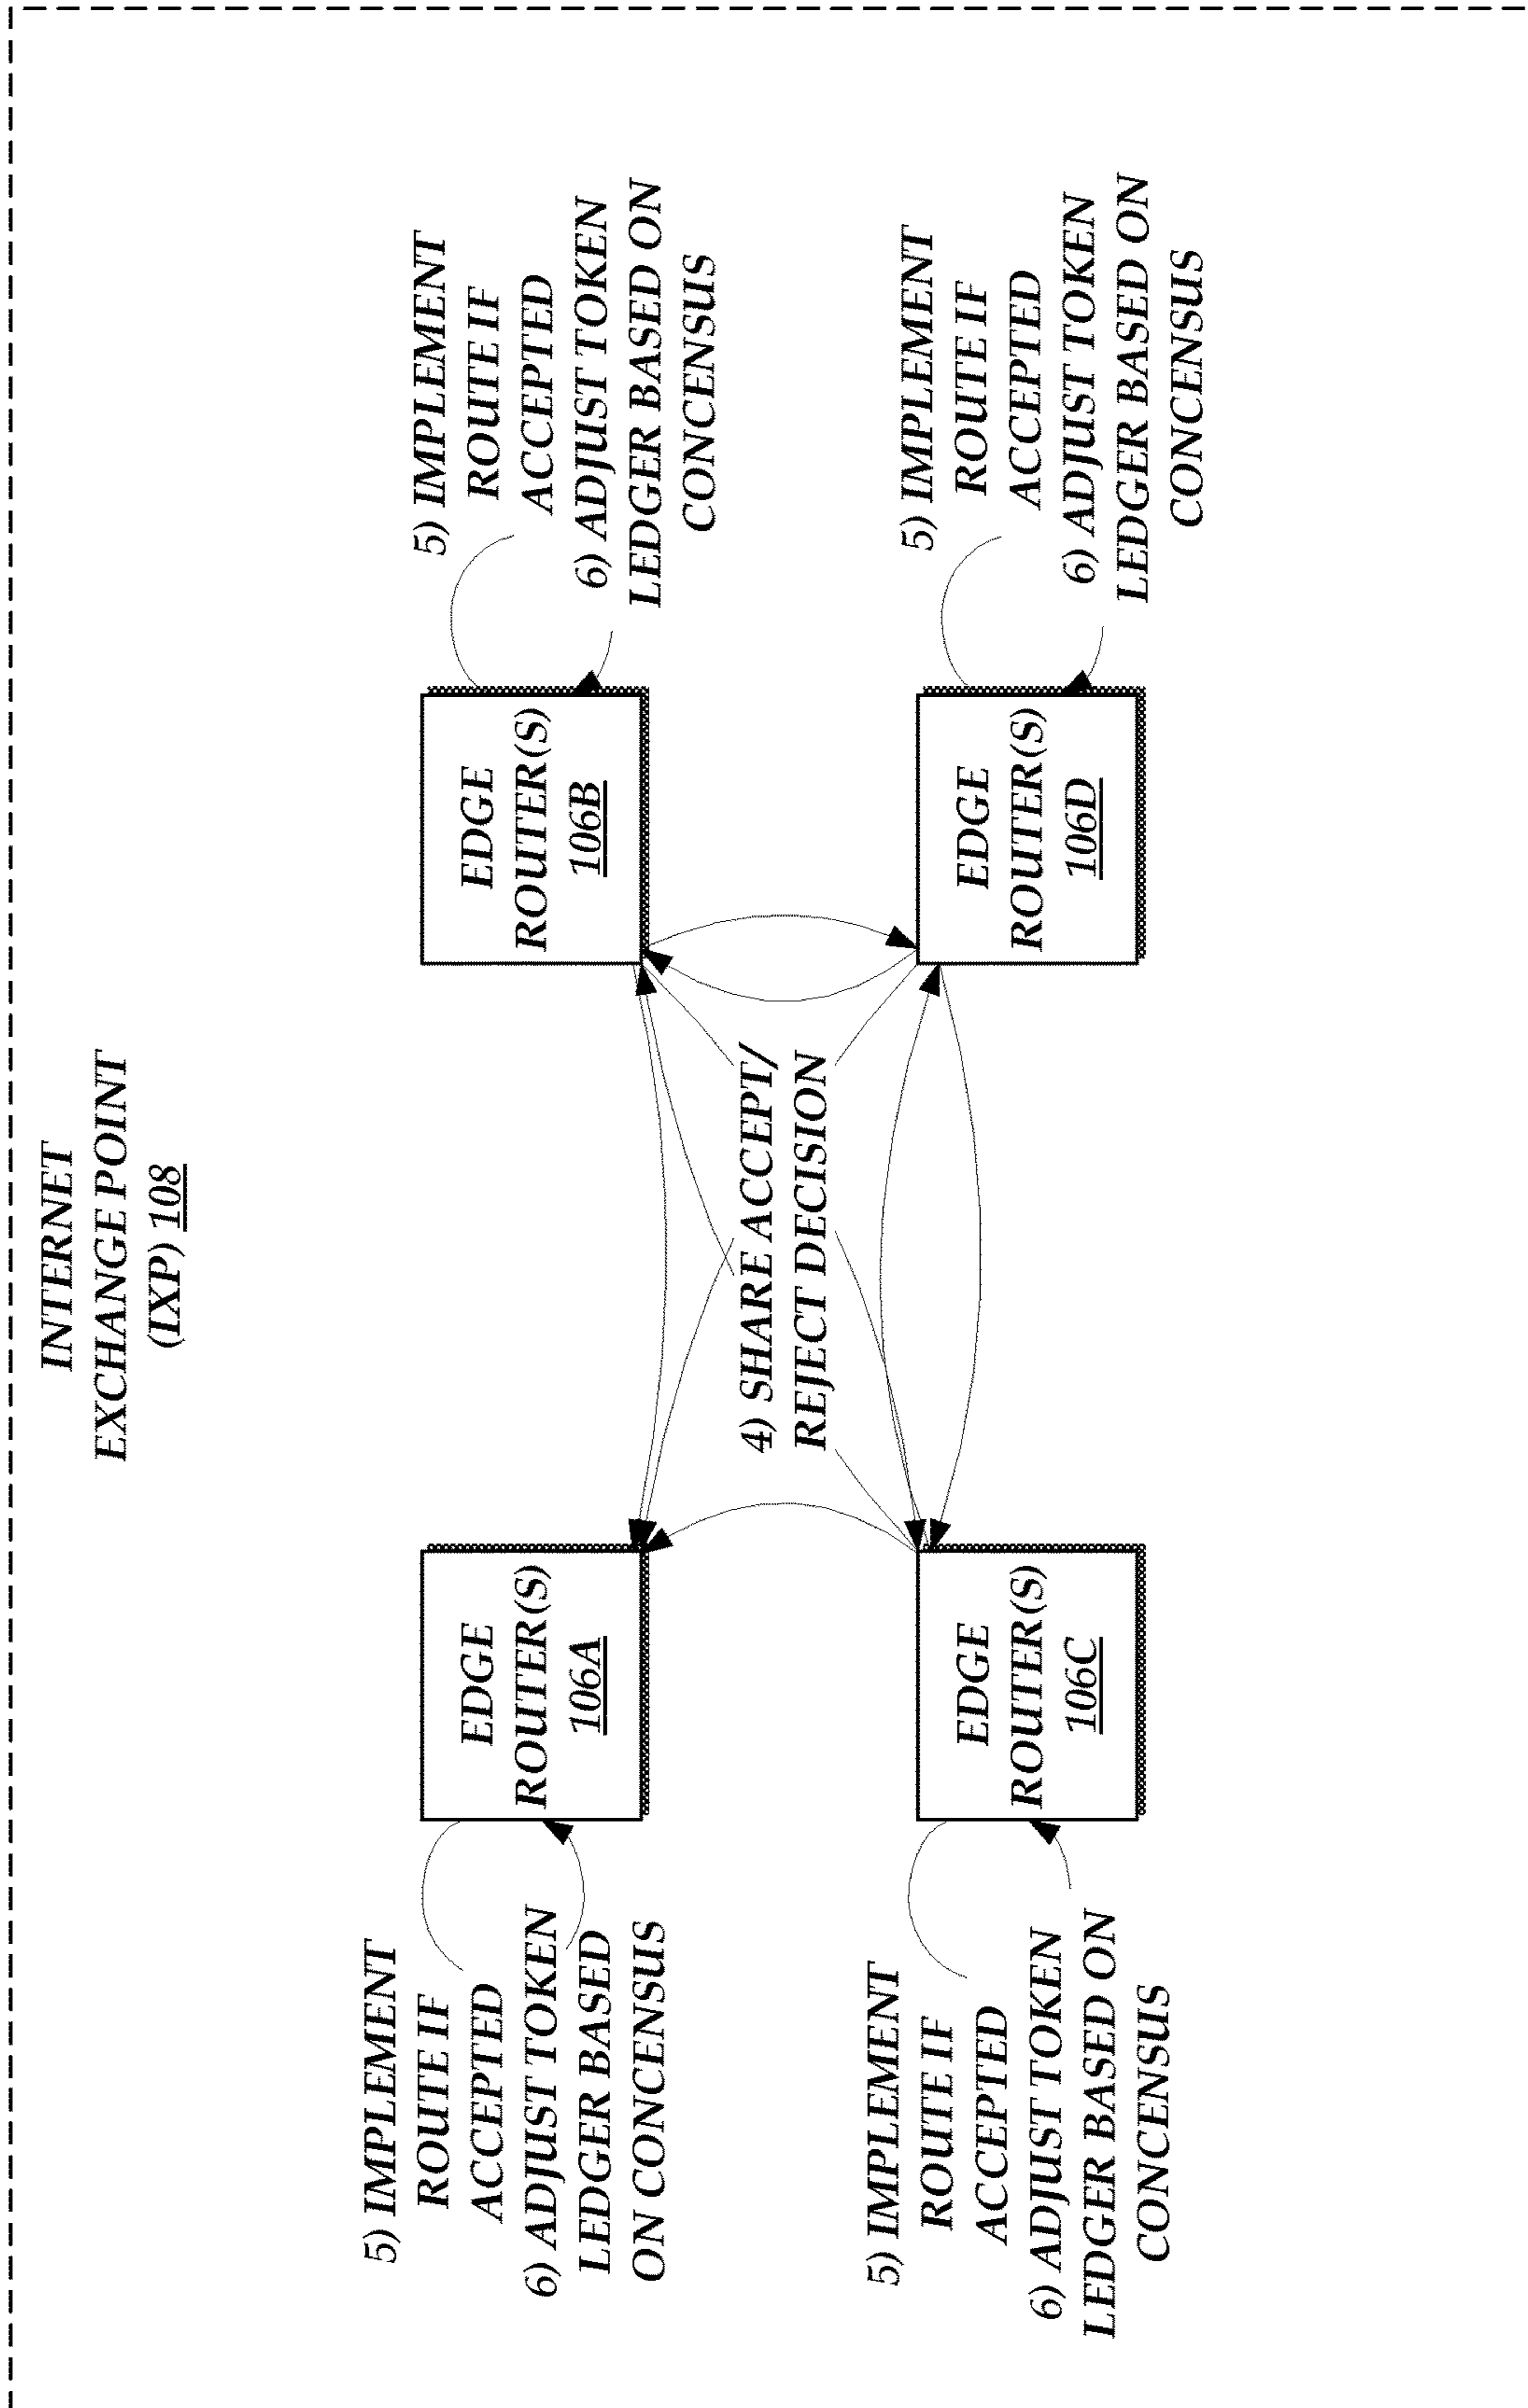 INTERNET
EXCHANGE POINT
(IXP) 108
5) IMPLEMENT
ROUTE IF
ACCEPTED
6) ADJUST TOKEN
LEDGER BASED
ON CONCENSUS
EDGE
ROUTER(S)
106A
EDGE
ROUTER(S)
106B
5) IMPLEMENT
ROUTE IF
ACCEPTED
6) ADJUST TOKEN
LEDGER BASED ON
CONCENSUS
4) SHARE ACCEPT/
REJECT DECISION
5) IMPLEMENT
ROUTE IF
ACCEPTED
6) ADJUST TOKEN
LEDGER BASED ON
CONCENSUS
EDGE
ROUTER(S)
106C
EDGE
ROUTER(S)
106D
5) IMPLEMENT
ROUTE IF
ACCEPTED
6) ADJUST TOKEN
LEDGER BASED ON
CONCENSUS